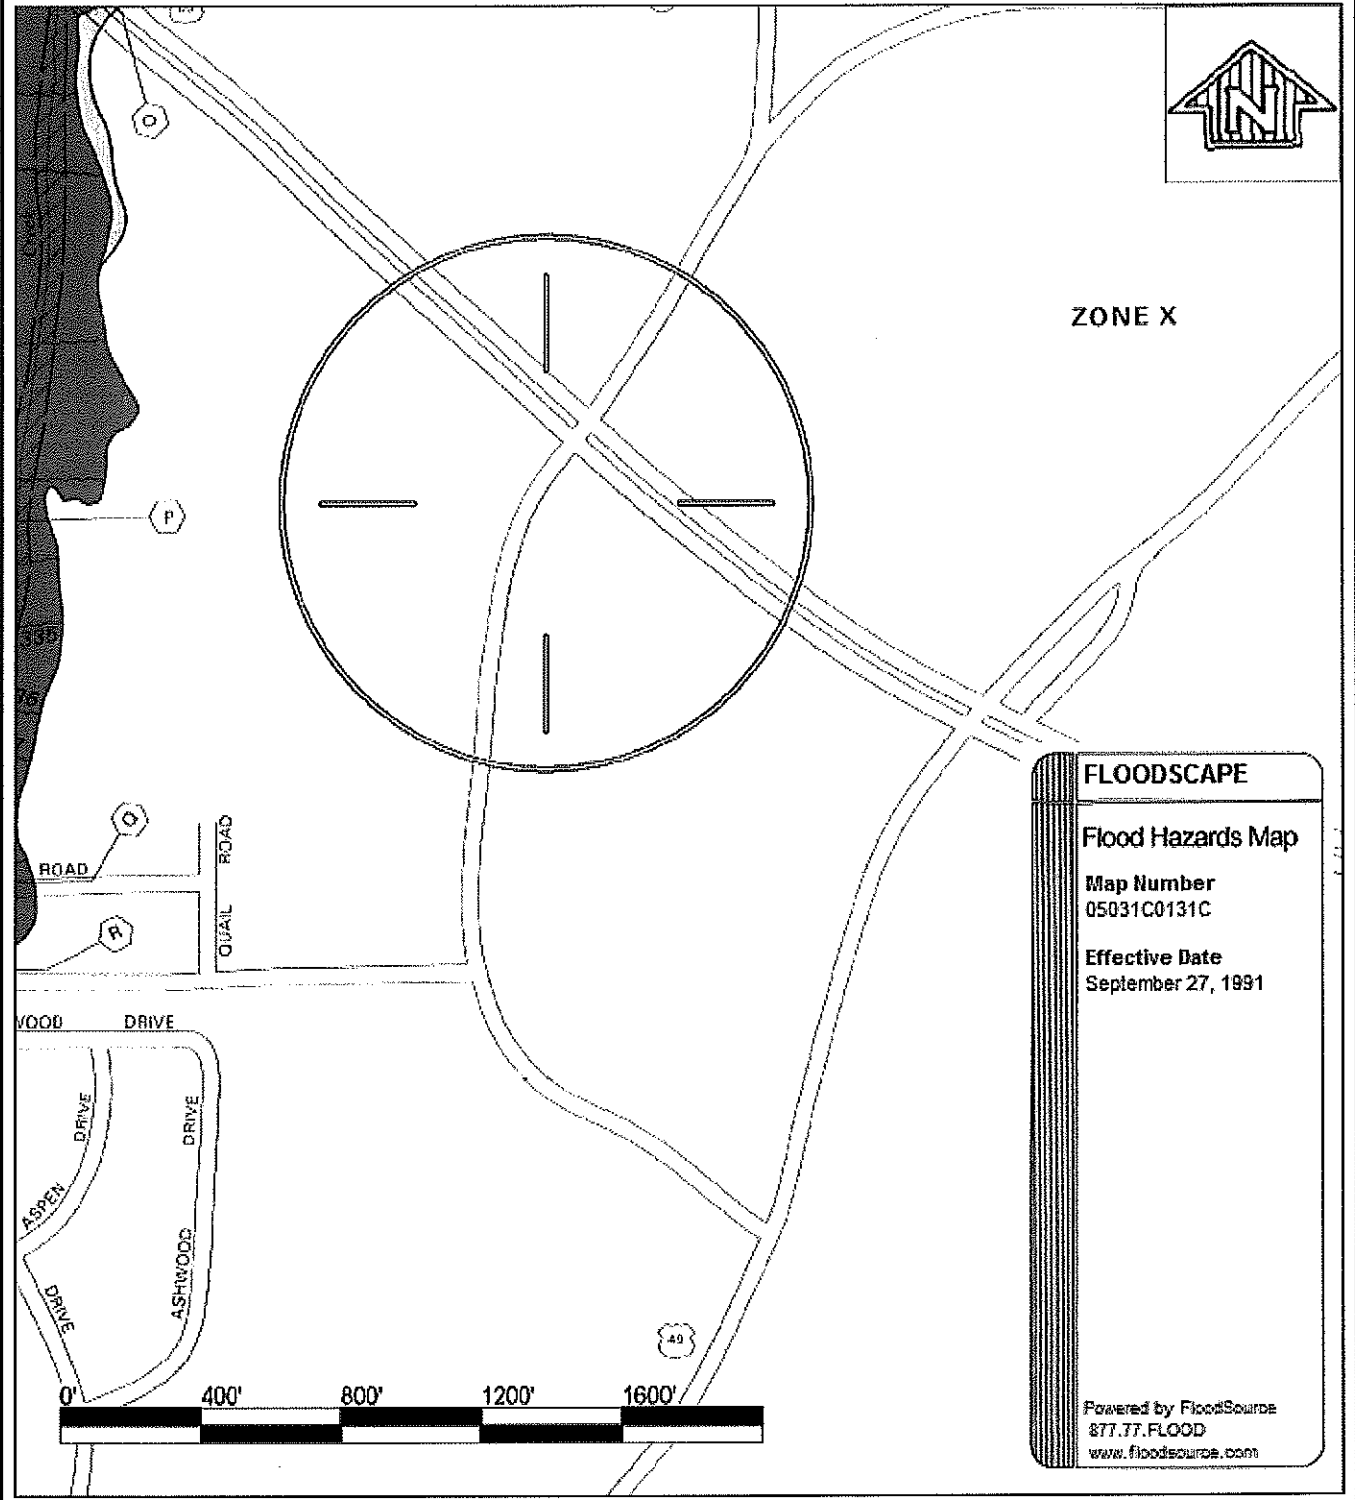 O
N
ZONE X
P
Q
ROAD
QUAIL ROAD
R
WOOD DRIVE
DRIVE
DRIVE
ASPEN
ASHWOOD
DRIVE
49
0' 400' 800' 1200' 1600'
FLOODSCAPE
Flood Hazards Map
Map Number
05031C0131C
Effective Date
September 27, 1991
Powered by FloodSource
877.77.FLOOD
www.floodsource.com